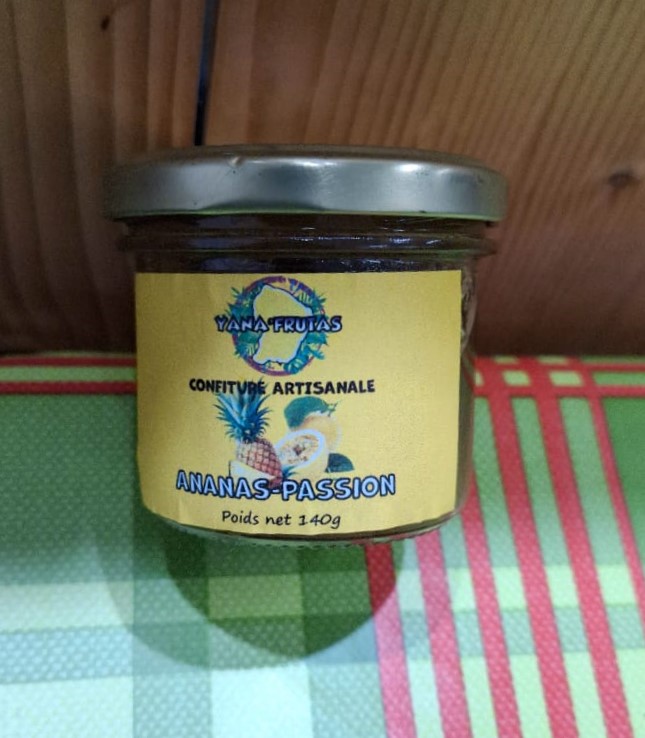 YANA'FRUTAS
CONFITURE ARTISANALE
ANANAS-PASSION
Poids net 140g